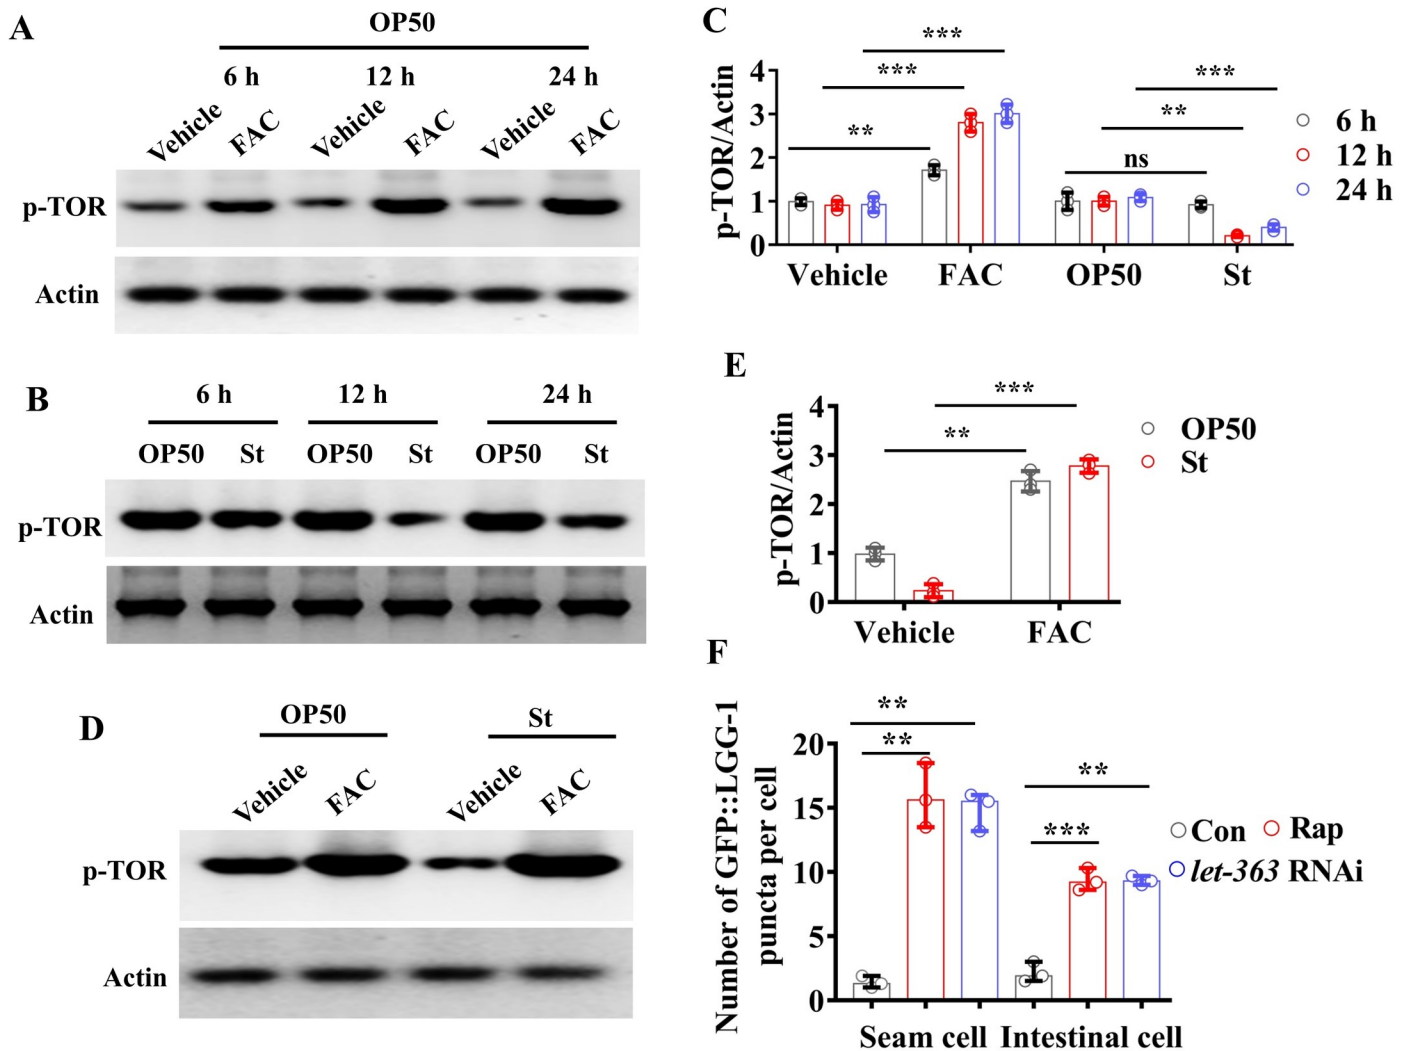 A
OP50
6 h 12 h 24 h
Vehicle FAC Vehicle FAC Vehicle FAC
p-TOR
Actin
B
6 h 12 h 24 h
OP50 St OP50 St OP50 St
p-TOR
Actin
D
OP50 St
Vehicle FAC Vehicle FAC
p-TOR
Actin
C
p-TOR/Actin
4
3
2
1
0
***
***
**
***
**
ns
Vehicle FAC OP50 St
6 h
12 h
24 h
E
p-TOR/Actin
4
3
2
1
0
***
**
Vehicle FAC
OP50
St
F
Number of GFP::LGG-1
puncta per cell
20
15
10
5
0
**
**
**
***
Seam cell Intestinal cell
Con Rap
let-363 RNAi